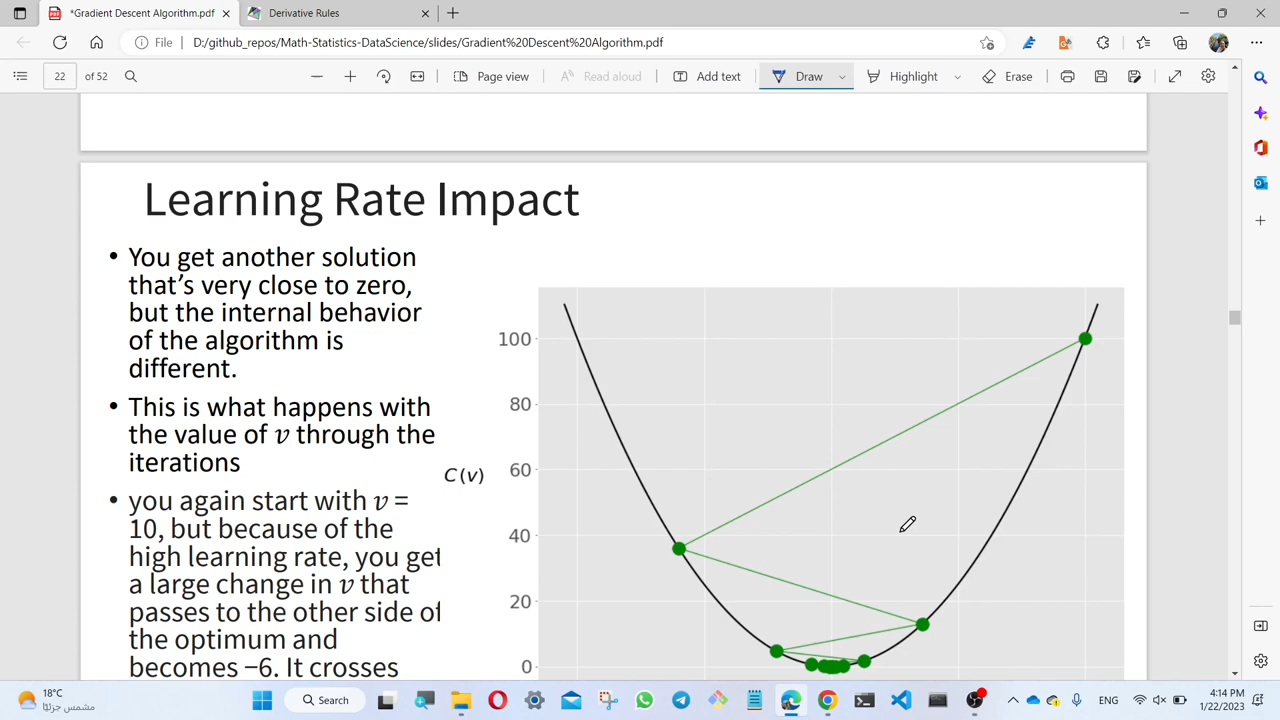 *Gradient Descent Algorithm.pdf
Derivative Rules
File
D:/github_repos/Math-Statistics-DataScience/slides/Gradient%20Descent%20Algorithm.pdf
22 of 52
Page view
Read aloud
Add text
Draw
Highlight
Erase
Learning Rate Impact
• You get another solution
that's very close to zero,
but the internal behavior
of the algorithm is
different.
• This is what happens with
the value of 𝑣 through the
iterations
• you again start with 𝑣 =
10, but because of the
high learning rate, you get
a large change in 𝑣 that
passes to the other side of
the optimum and
becomes −6. It crosses
100
80
60
C(v)
40
20
0
18°C
مشمس جزئيًا
Search
ENG
4:14 PM
1/22/2023